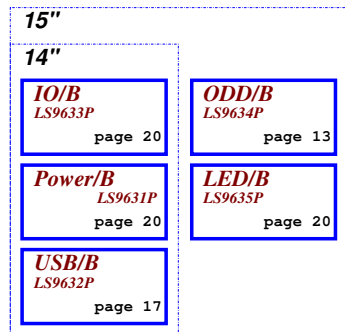 15"
14"
IO/B
LS9633P
page 20
ODD/B
LS9634P
page 13
Power/B
LS9631P
page 20
LED/B
LS9635P
page 20
USB/B
LS9632P
page 17